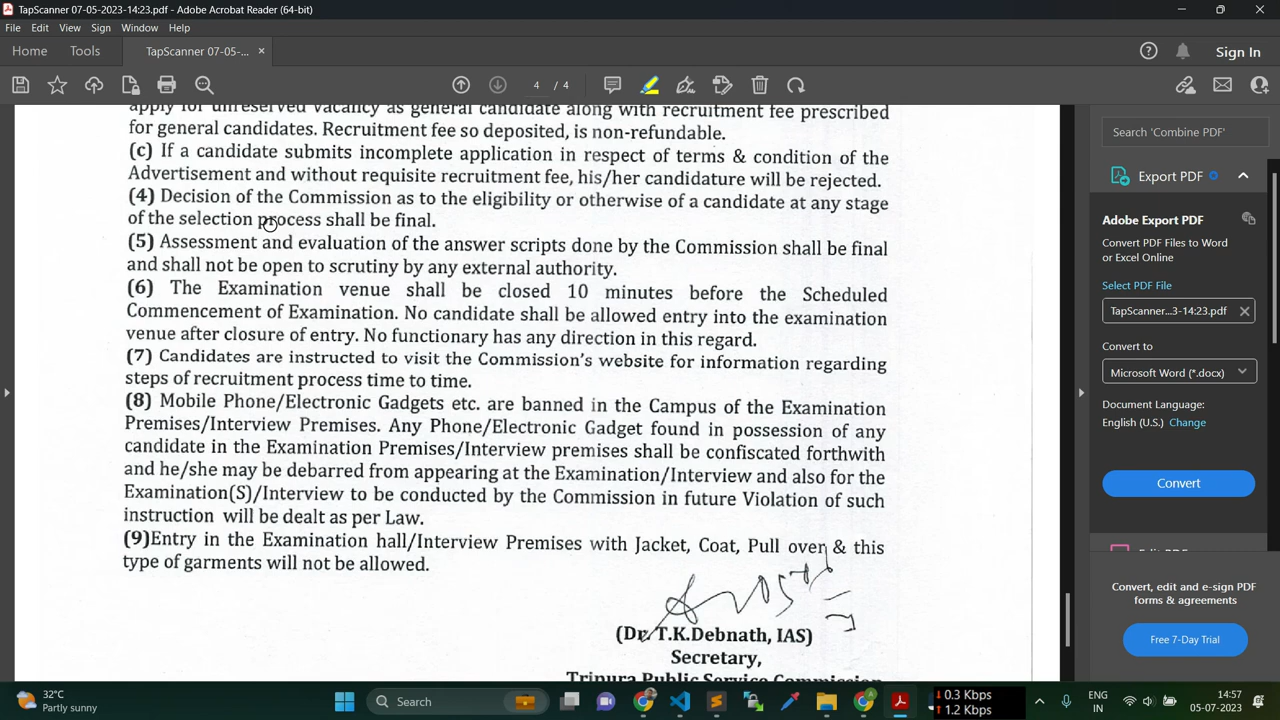 TapScanner 07-05-2023-14:23.pdf - Adobe Acrobat Reader (64-bit)
File Edit View Sign Window Help
Home Tools TapScanner 07-05-... × Sign In
4 / 4
apply for unreserved vacancy as general candidate along with recruitment fee prescribed
for general candidates. Recruitment fee so deposited, is non-refundable.
(c) If a candidate submits incomplete application in respect of terms & condition of the
Advertisement and without requisite recruitment fee, his/her candidature will be rejected.
(4) Decision of the Commission as to the eligibility or otherwise of a candidate at any stage
of the selection process shall be final.
(5) Assessment and evaluation of the answer scripts done by the Commission shall be final
and shall not be open to scrutiny by any external authority.
(6) The Examination venue shall be closed 10 minutes before the Scheduled
Commencement of Examination. No candidate shall be allowed entry into the examination
venue after closure of entry. No functionary has any direction in this regard.
(7) Candidates are instructed to visit the Commission's website for information regarding
steps of recruitment process time to time.
(8) Mobile Phone/Electronic Gadgets etc. are banned in the Campus of the Examination
Premises/Interview Premises. Any Phone/Electronic Gadget found in possession of any
candidate in the Examination Premises/Interview premises shall be confiscated forthwith
and he/she may be debarred from appearing at the Examination/Interview and also for the
Examination(S)/Interview to be conducted by the Commission in future Violation of such
instruction will be dealt as per Law.
(9)Entry in the Examination hall/Interview Premises with Jacket, Coat, Pull over & this
type of garments will not be allowed.
(Dr. T.K.Debnath, IAS)
Secretary,
Tripura Public Service Commission
Search 'Combine PDF'
Export PDF
Adobe Export PDF
Convert PDF Files to Word
or Excel Online
Select PDF File
TapScanner...3-14:23.pdf
Convert to
Microsoft Word (*.docx)
Document Language:
English (U.S.) Change
Convert
Edit PDF
Convert, edit and e-sign PDF
forms & agreements
Free 7-Day Trial
32°C
Partly sunny
Search
0.3 Kbps
1.2 Kbps
ENG
IN
14:57
05-07-2023